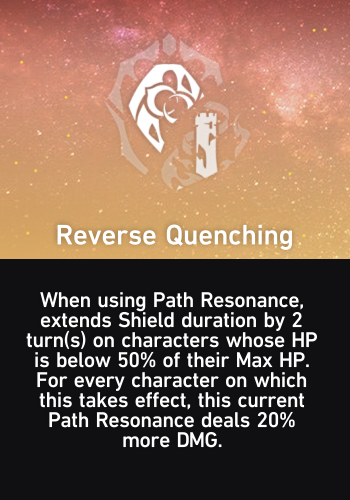 Reverse Quenching
When using Path Resonance,
extends Shield duration by 2
turn(s) on characters whose HP
is below 50% of their Max HP.
For every character on which
this takes effect, this current
Path Resonance deals 20%
more DMG.